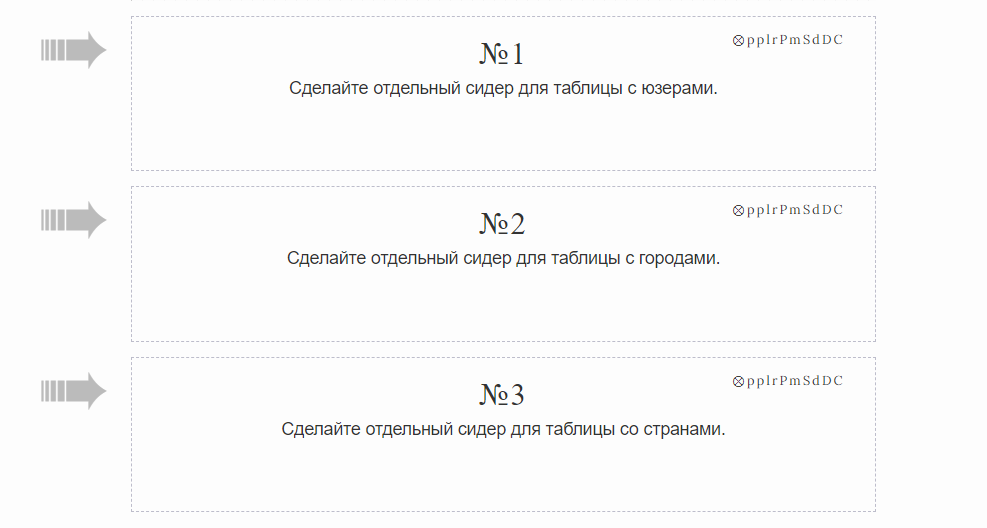 №1
⊗pplrPmSdDC
Сделайте отдельный сидер для таблицы с юзерами.
№2
⊗pplrPmSdDC
Сделайте отдельный сидер для таблицы с городами.
№3
⊗pplrPmSdDC
Сделайте отдельный сидер для таблицы со странами.